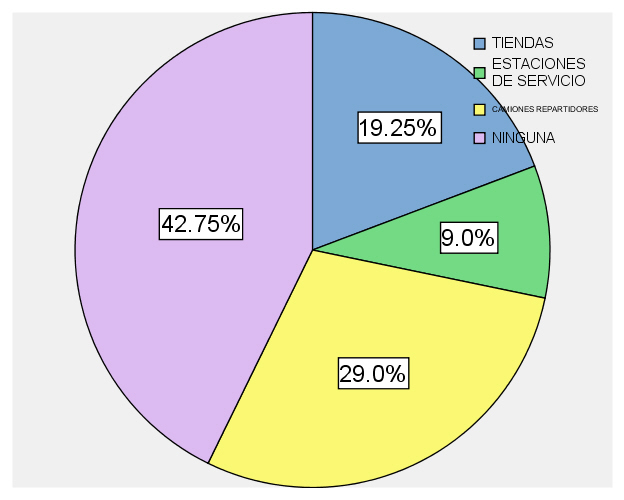 TIENDAS
ESTACIONES
DE SERVICIO
CAMIONES REPARTIDORES
NINGUNA
19.25%
42.75%
9.0%
29.0%